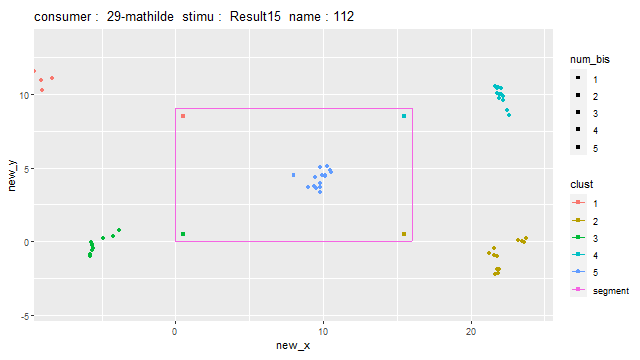 consumer : 29-mathilde stimu : Result15 name : 112
new_y
10
5
0
-5
0
10
20
new_x
num_bis
1
2
3
4
5
clust
1
2
3
4
5
segment